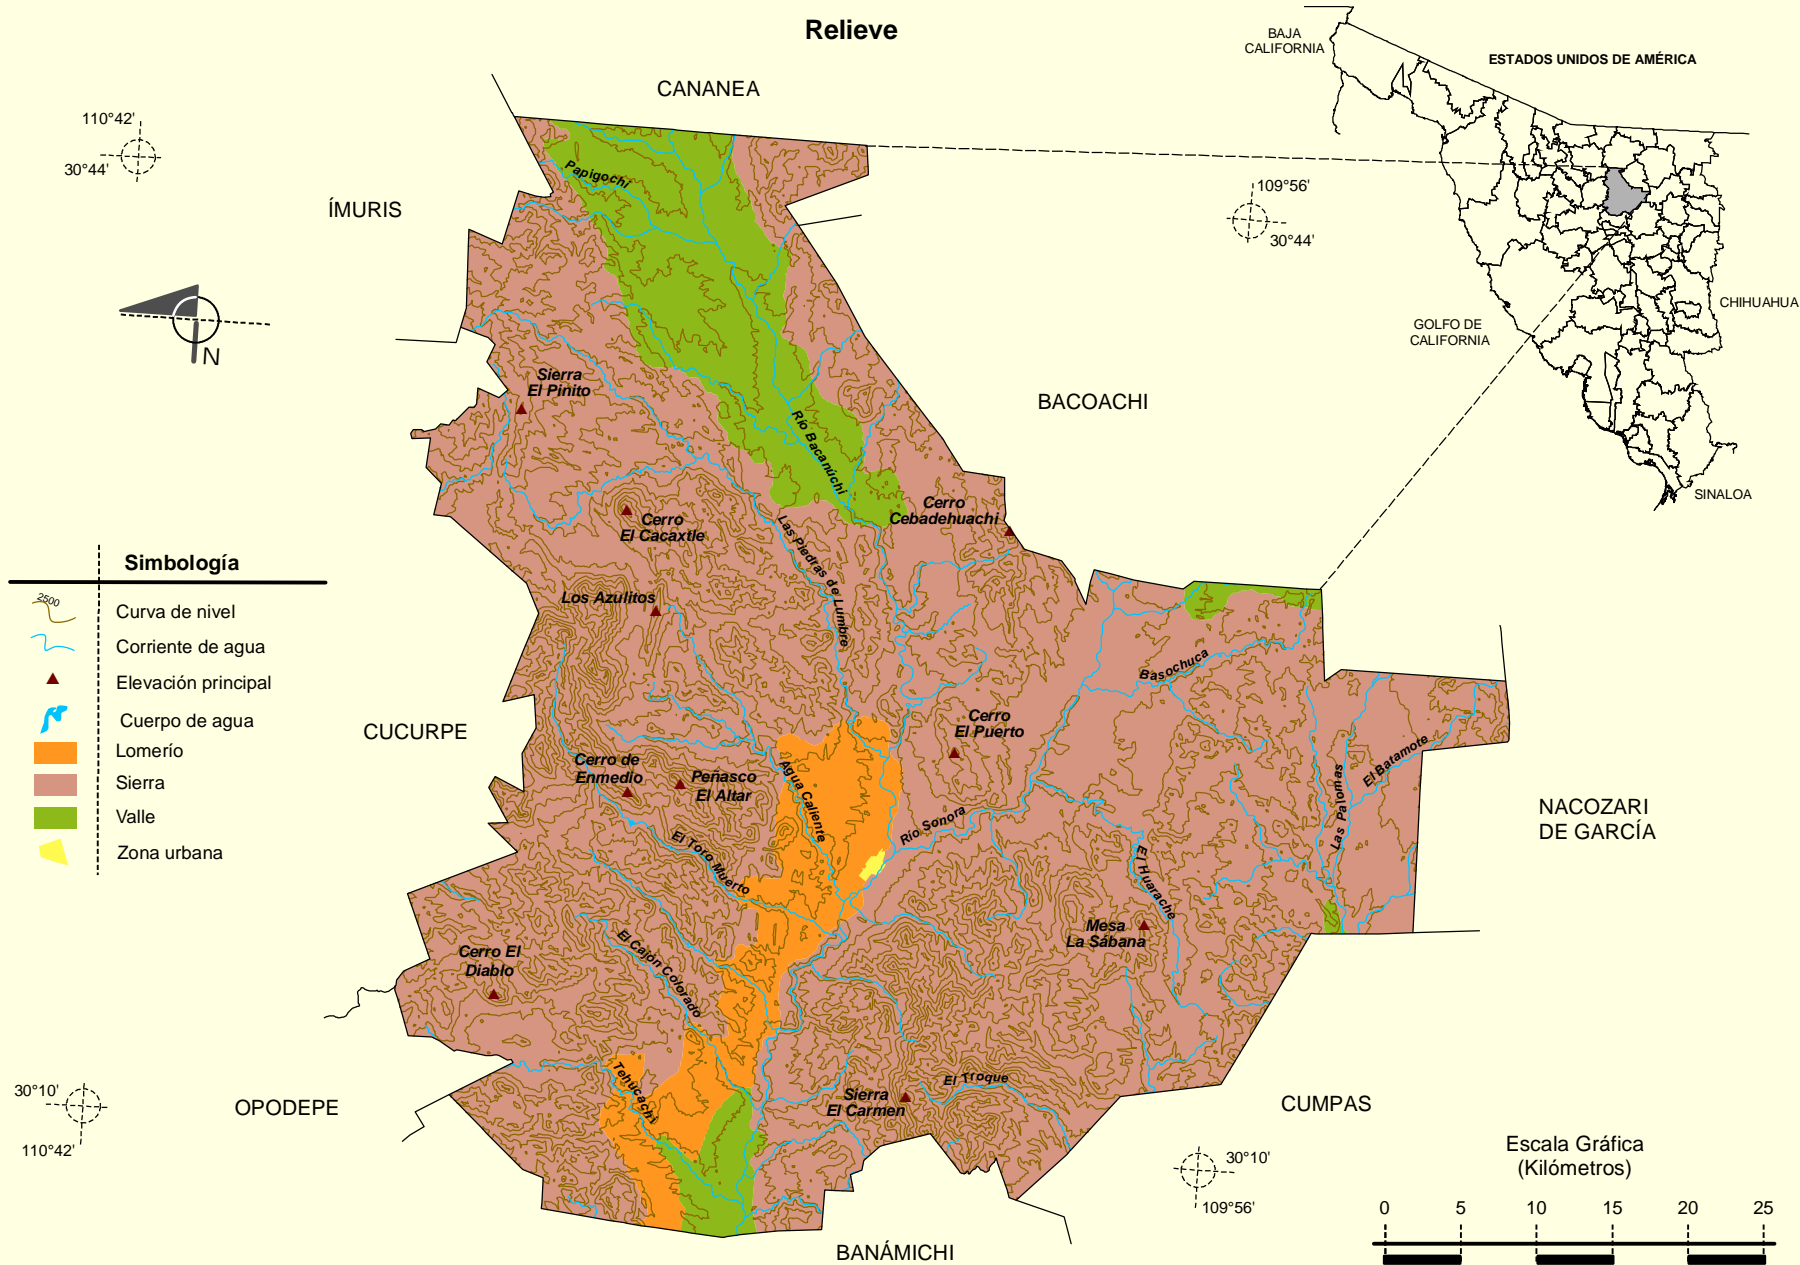 Relieve
BAJA
CALIFORNIA
ESTADOS UNIDOS DE AMÉRICA
CANANEA
110°42'
30°44'
Papigochi
109°56'
30°44'
ÍMURIS
N
CHIHUAHUA
GOLFO DE
CALIFORNIA
SINALOA
Sierra
El Pinito
BACOACHI
Río Bacanuchi
Cerro
Cebadehuachi
Cerro
El Cacaxtle
Las Piedras de Lumbre
Los Azulitos
Simbología
2500
Curva de nivel
Corriente de agua
Elevación principal
Cuerpo de agua
Lomerío
Sierra
Valle
Zona urbana
Basochuca
CUCURPE
Cerro
El Puerto
Cerro de
Enmedio
Peñasco
El Altar
Agua Caliente
El Batamote
Las Palomas
Río Sonora
NACOZARI
DE GARCÍA
El Toro Muerto
El Huarache
Mesa
La Sábana
El Cajón Colorado
Cerro El
Diablo
Tehucachi
El Troque
Sierra
El Carmen
30°10'
110°42'
OPODEPE
CUMPAS
30°10'
109°56'
BANÁMICHI
Escala Gráfica
(Kilómetros)
0 5 10 15 20 25